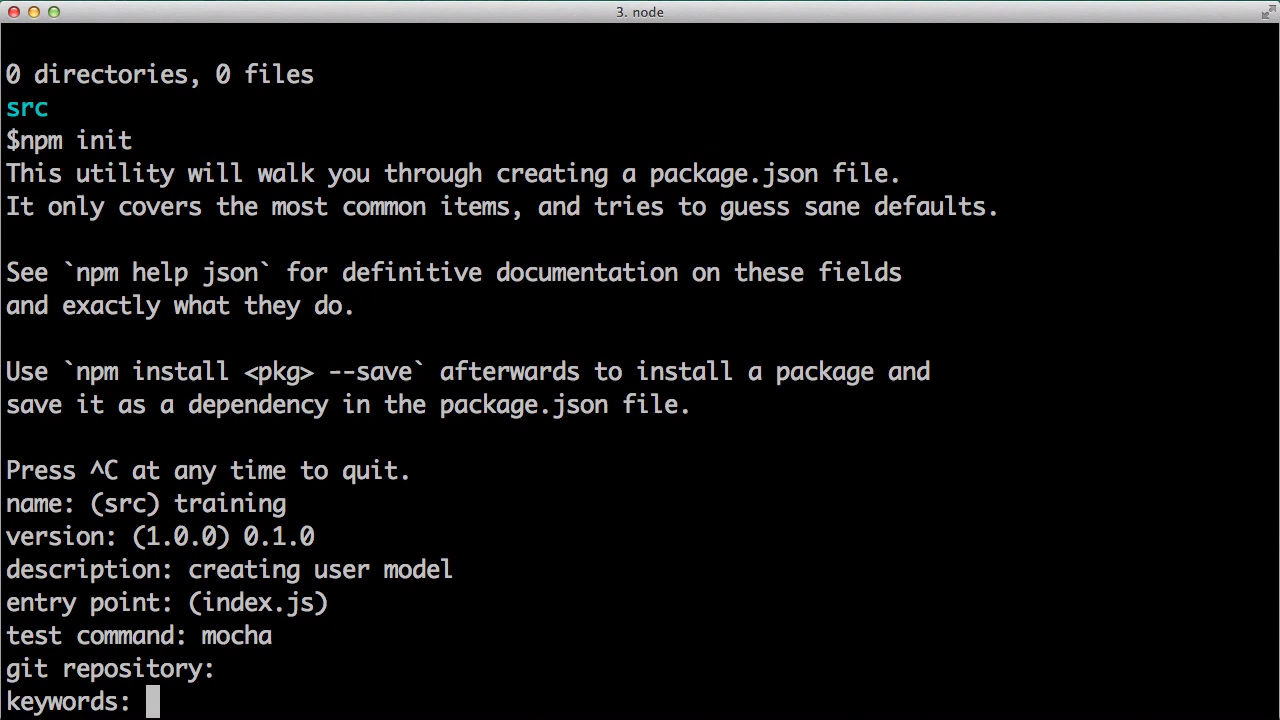 3. node
0 directories, 0 files
src
$npm init
This utility will walk you through creating a package.json file.
It only covers the most common items, and tries to guess sane defaults.
See `npm help json` for definitive documentation on these fields
and exactly what they do.
Use `npm install <pkg> --save` afterwards to install a package and
save it as a dependency in the package.json file.
Press ^C at any time to quit.
name: (src) training
version: (1.0.0) 0.1.0
description: creating user model
entry point: (index.js)
test command: mocha
git repository:
keywords: